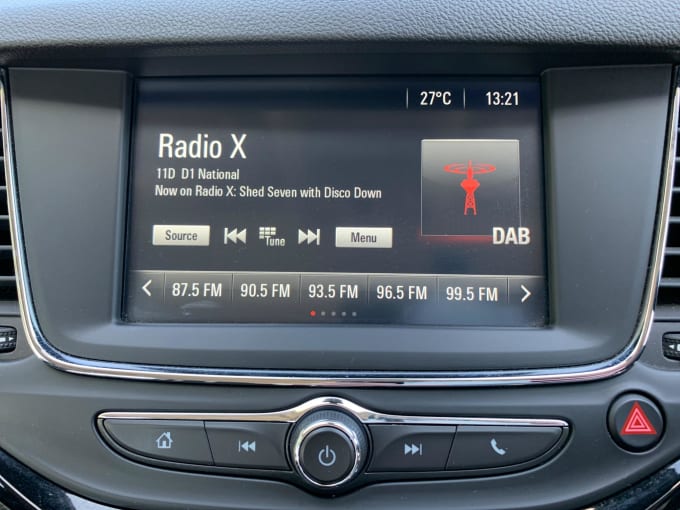 27°C 13:21
Radio X
11D D1 National
Now on Radio X: Shed Seven with Disco Down
DAB
Source Tune Menu
87.5 FM 90.5 FM 93.5 FM 96.5 FM 99.5 FM